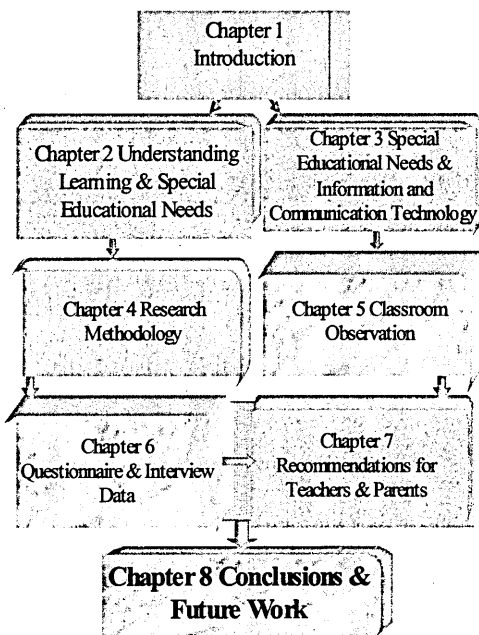 Chapter 1
Introduction
Chapter 2 Understanding
Learning & Special
Educational Needs
Chapter 3 Special
Educational Needs &
Information and
Communication Technology
Chapter 4 Research
Methodology
Chapter 5 Classroom
Observation
Chapter 6
Questionnaire & Interview
Data
Chapter 7
Recommendations for
Teachers & Parents
Chapter 8 Conclusions &
Future Work